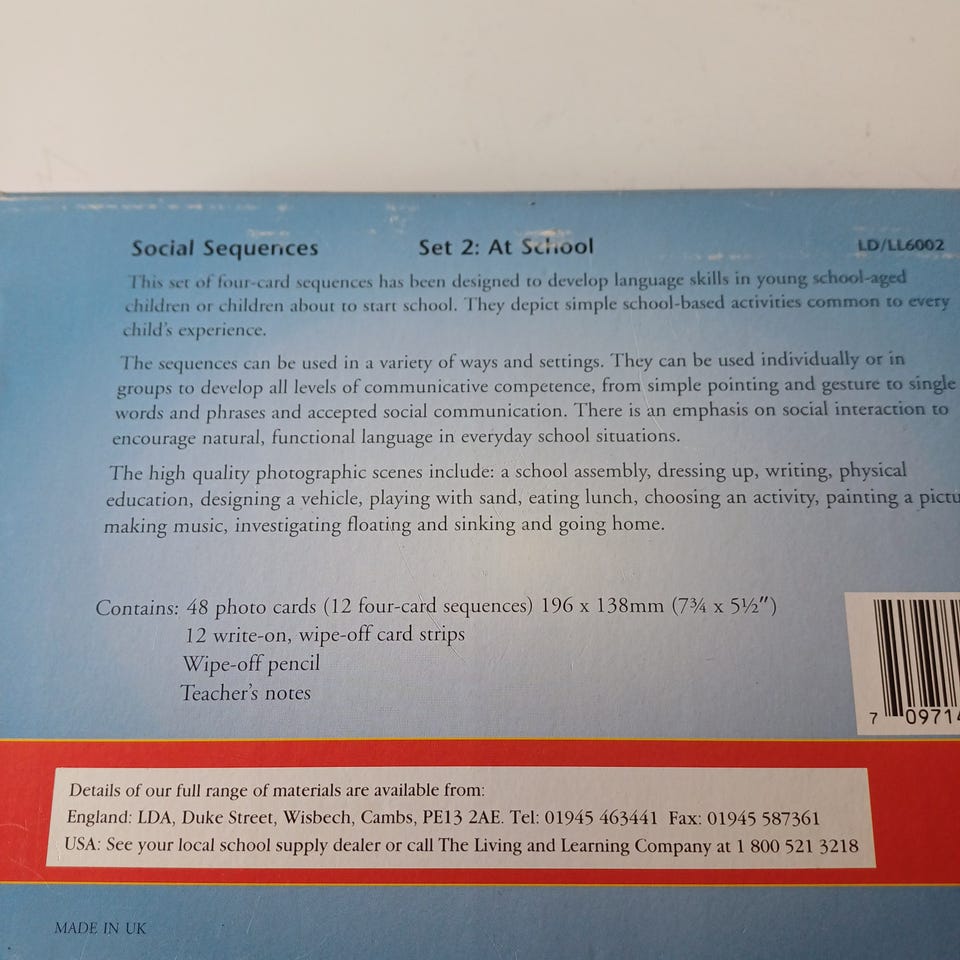 Social Sequences Set 2: At School LD/LL6002
This set of four-card sequences has been designed to develop language skills in young school-aged
children or children about to start school. They depict simple school-based activities common to every
child's experience.
The sequences can be used in a variety of ways and settings. They can be used individually or in
groups to develop all levels of communicative competence, from simple pointing and gesture to single
words and phrases and accepted social communication. There is an emphasis on social interaction to
encourage natural, functional language in everyday school situations.
The high quality photographic scenes include: a school assembly, dressing up, writing, physical
education, designing a vehicle, playing with sand, eating lunch, choosing an activity, painting a pictu
making music, investigating floating and sinking and going home.
Contains: 48 photo cards (12 four-card sequences) 196 x 138mm (7¾ x 5½")
12 write-on, wipe-off card strips
Wipe-off pencil
Teacher's notes
7 09714
Details of our full range of materials are available from:
England: LDA, Duke Street, Wisbech, Cambs, PE13 2AE. Tel: 01945 463441 Fax: 01945 587361
USA: See your local school supply dealer or call The Living and Learning Company at 1 800 521 3218
MADE IN UK